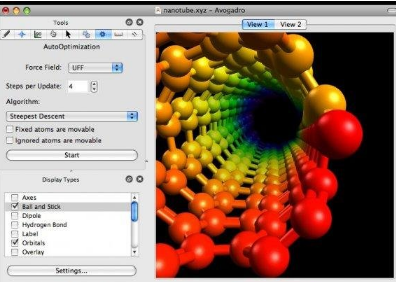 nanotube.xyz - Avogadro
Tools
AutoOptimization
Force Field: UFF
Steps per Update: 4
Algorithm:
Steepest Descent
Fixed atoms are movable
Ignored atoms are movable
Start
Display Types
Axes
Ball and Stick
Dipole
Hydrogen Bond
Label
Orbitals
Overlay
Settings...
View 1 View 2